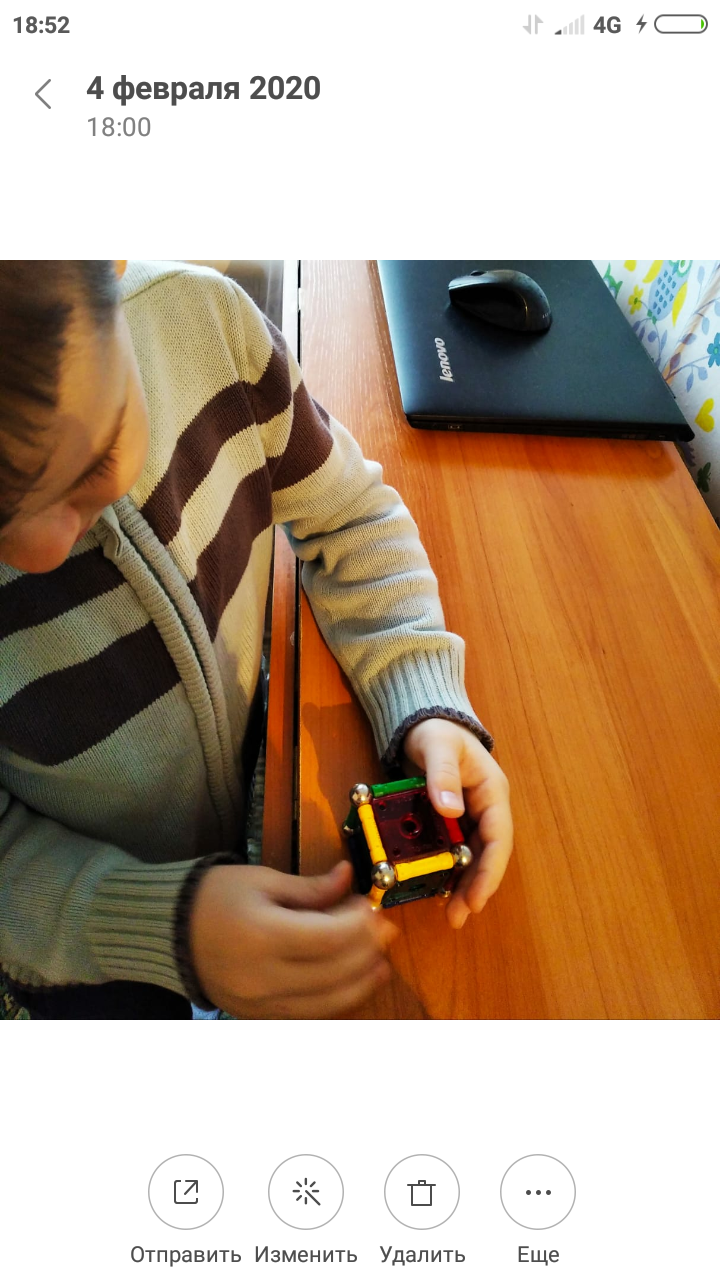 18:52
4G
4 февраля 2020
18:00
lenovo
Отправить
Изменить
Удалить
Еще